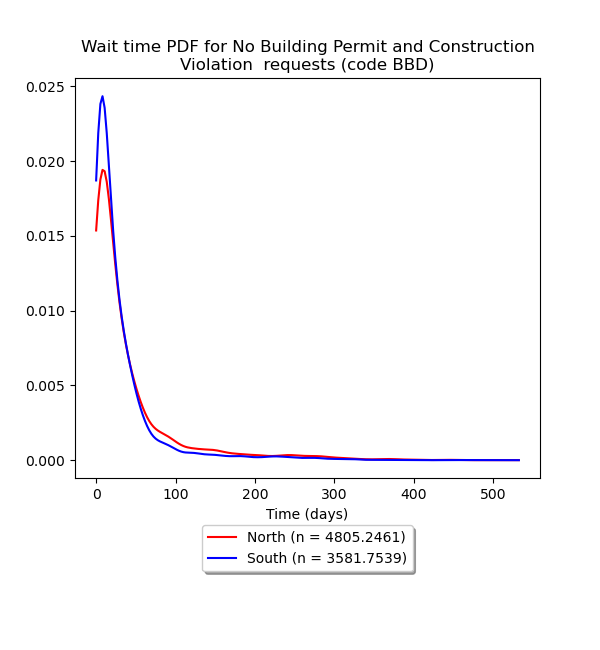 Wait time PDF for No Building Permit and Construction
Violation  requests (code BBD)
0.025
0.020
0.015
0.010
0.005
0.000
0 100 200 300 400 500
Time (days)
North (n = 4805.2461)
South (n = 3581.7539)